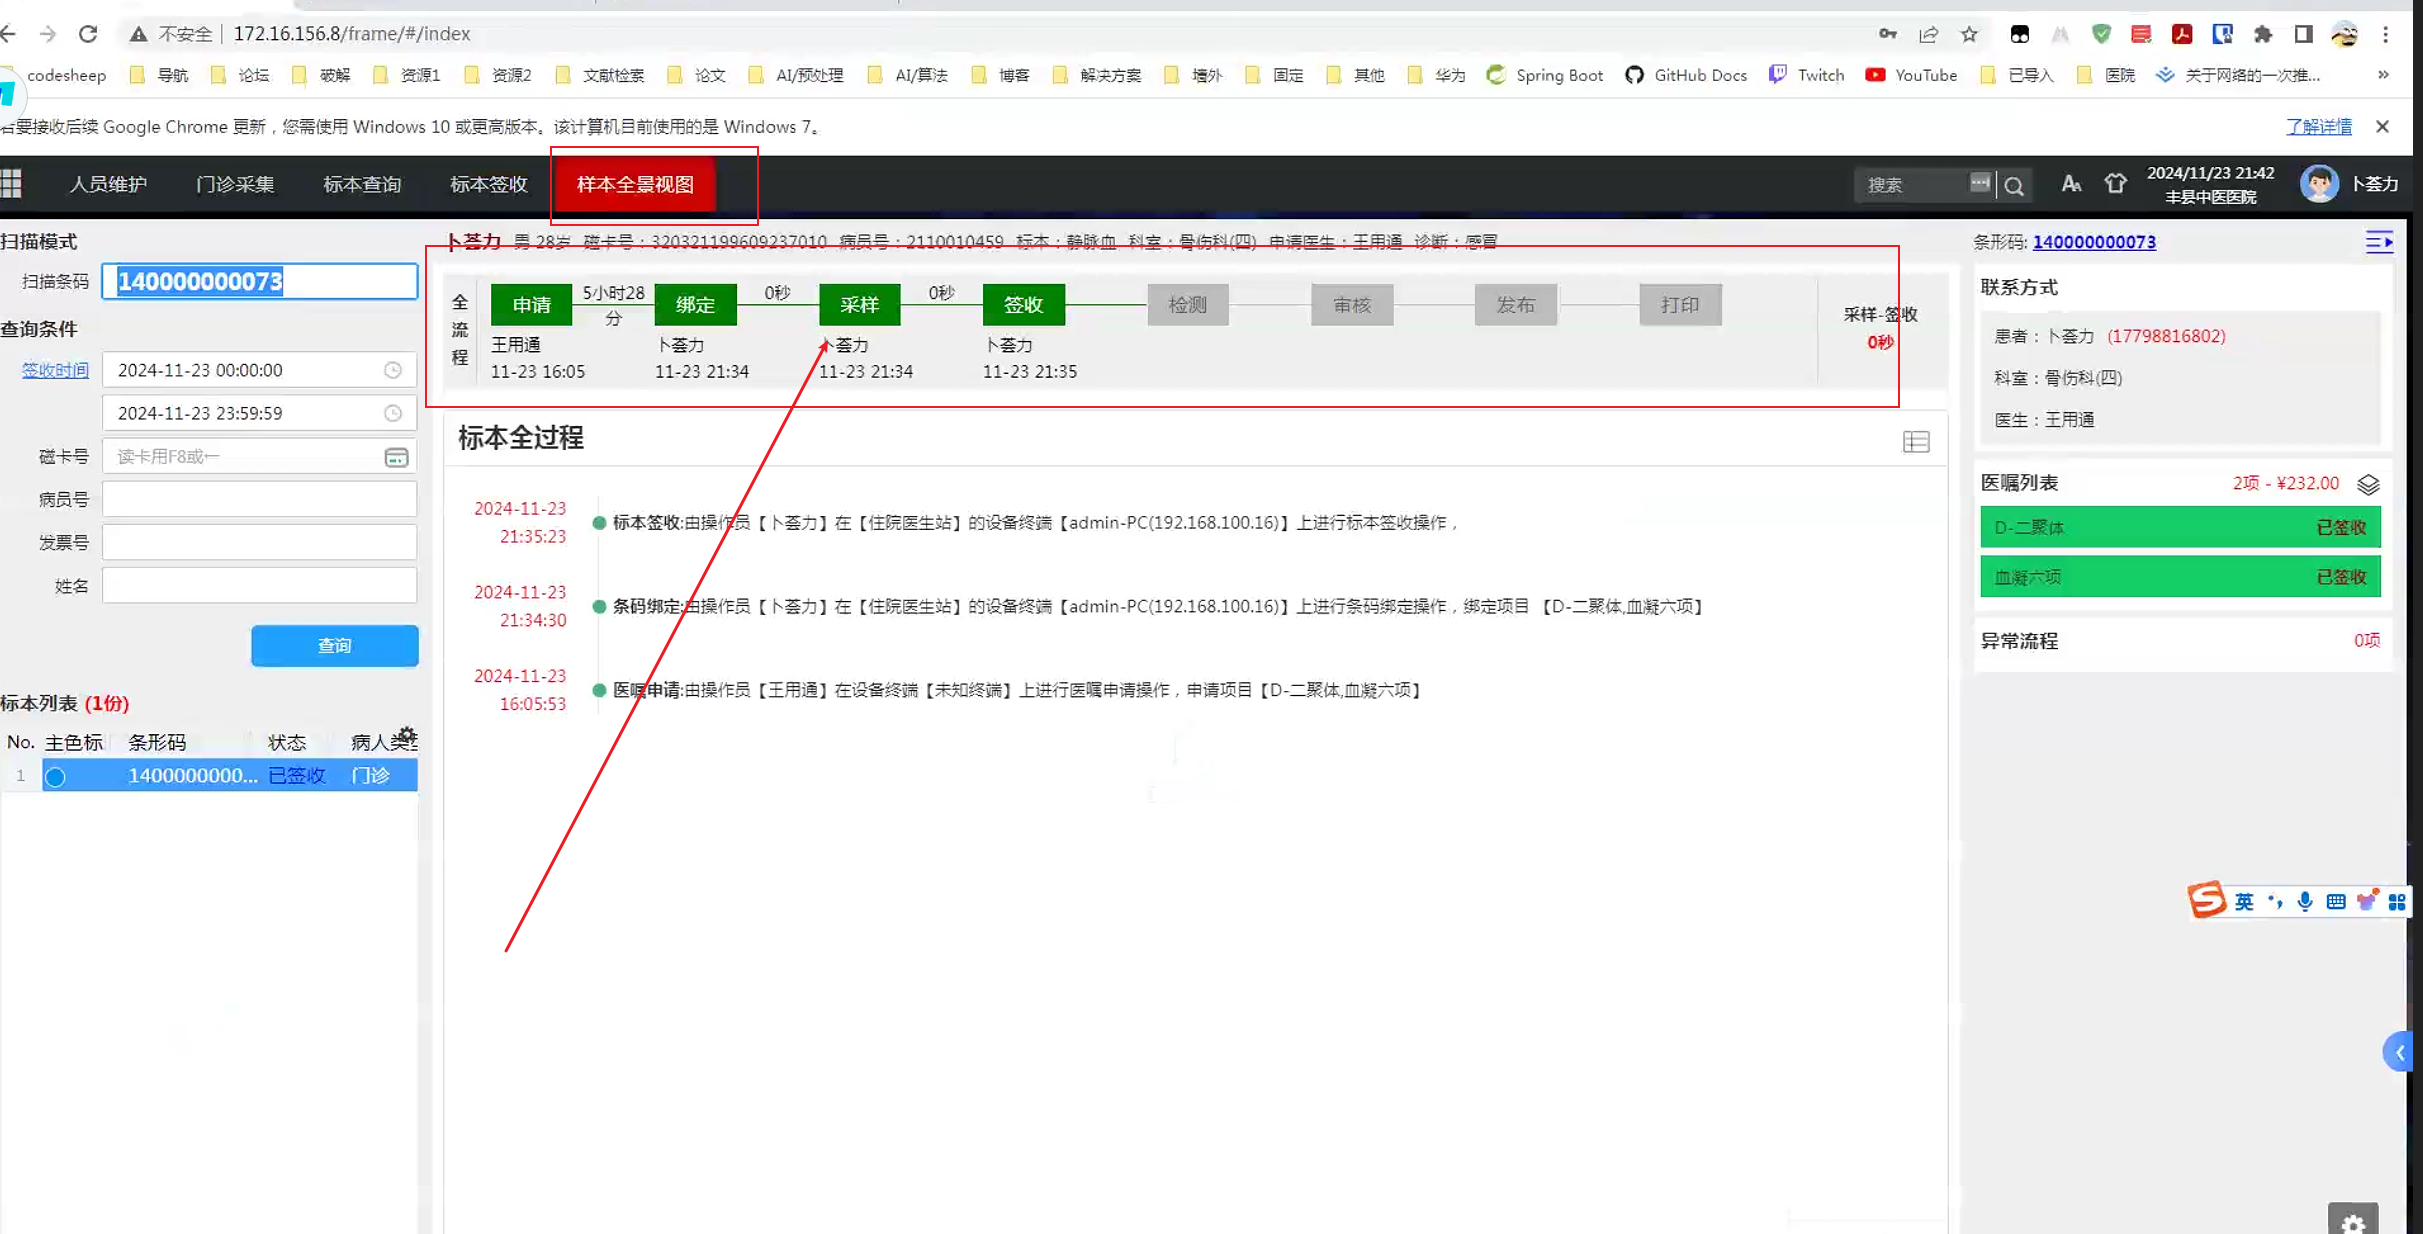 不安全 172.16.156.8/frame/#/index
codesheep 导航 论坛 破解 资源1 资源2 文献检索 论文 AI/预处理 AI/算法 博客 解决方案 墙外 固定 其他 华为 Spring Boot GitHub Docs Twitch YouTube 已导入 医院 关于网络的一次推... »
要接收后续 Google Chrome 更新，您需使用 Windows 10 或更高版本。该计算机目前使用的是 Windows 7。 了解详情
人员维护 门诊采集 标本查询 标本签收 样本全景视图 搜索 2024/11/23 21:42 卜荟力
丰县中医医院
扫描模式
扫描条码 140000000073
查询条件
签收时间 2024-11-23 00:00:00
2024-11-23 23:59:59
磁卡号 读卡用F8或←
病员号
发票号
姓名
查询
标本列表 (1份)
No. 主色标 条形码 状态 病人类型
1 1400000000... 已签收 门诊
卜荟力 男 28岁 磁卡号：320321199609237010 病员号：2110010459 标本：静脉血 科室：骨伤科(四) 申请医生：王用通 诊断：感冒
全流程
申请 5小时28分 绑定 0秒 采样 0秒 签收 检测 审核 发布 打印
王用通 卜荟力 卜荟力 卜荟力
11-23 16:05 11-23 21:34 11-23 21:34 11-23 21:35
采样-签收
0秒
标本全过程
2024-11-23
21:35:23
标本签收:由操作员【卜荟力】在【住院医生站】的设备终端【admin-PC(192.168.100.16)】上进行标本签收操作，
2024-11-23
21:34:30
条码绑定:由操作员【卜荟力】在【住院医生站】的设备终端【admin-PC(192.168.100.16)】上进行条码绑定操作，绑定项目 【D-二聚体,血凝六项】
2024-11-23
16:05:53
医嘱申请:由操作员【王用通】在设备终端【未知终端】上进行医嘱申请操作，申请项目【D-二聚体,血凝六项】
条形码: 140000000073
联系方式
患者：卜荟力 (17798816802)
科室：骨伤科(四)
医生：王用通
医嘱列表 2项 - ¥232.00
D-二聚体 已签收
血凝六项 已签收
异常流程 0项
英